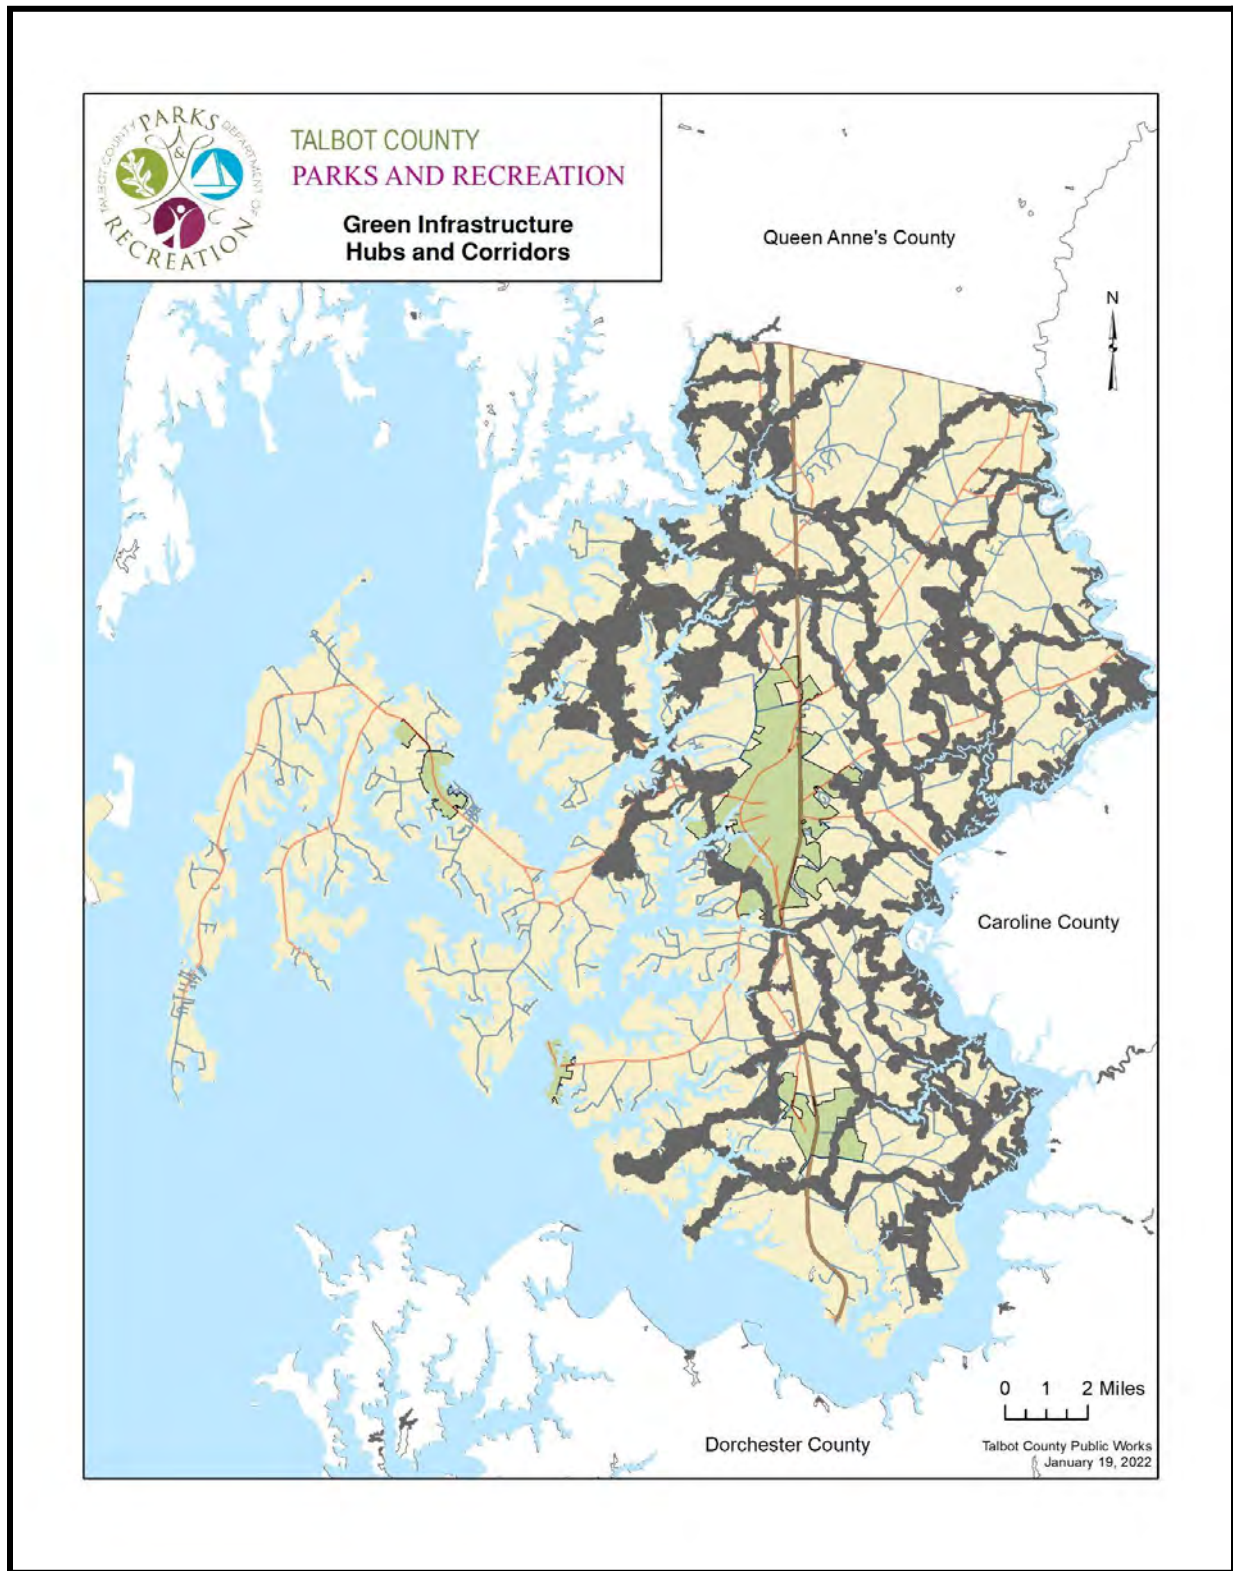 TALBOT COUNTY DEPARTMENT OF
PARKS
&
RECREATION
TALBOT COUNTY
PARKS AND RECREATION
Green Infrastructure
Hubs and Corridors
Queen Anne's County
N
Caroline County
0 1 2 Miles
Dorchester County
Talbot County Public Works
January 19, 2022